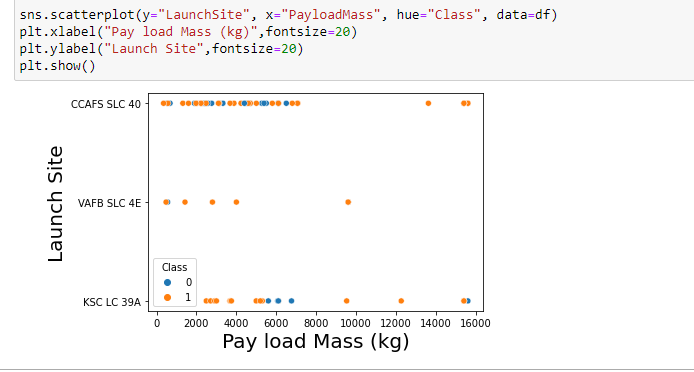 sns.scatterplot(y="LaunchSite", x="PayloadMass", hue="Class", data=df)
plt.xlabel("Pay load Mass (kg)",fontsize=20)
plt.ylabel("Launch Site",fontsize=20)
plt.show()
CCAFS SLC 40
VAFB SLC 4E
KSC LC 39A
Launch Site
Class
0
1
0 2000 4000 6000 8000 10000 12000 14000 16000
Pay load Mass (kg)